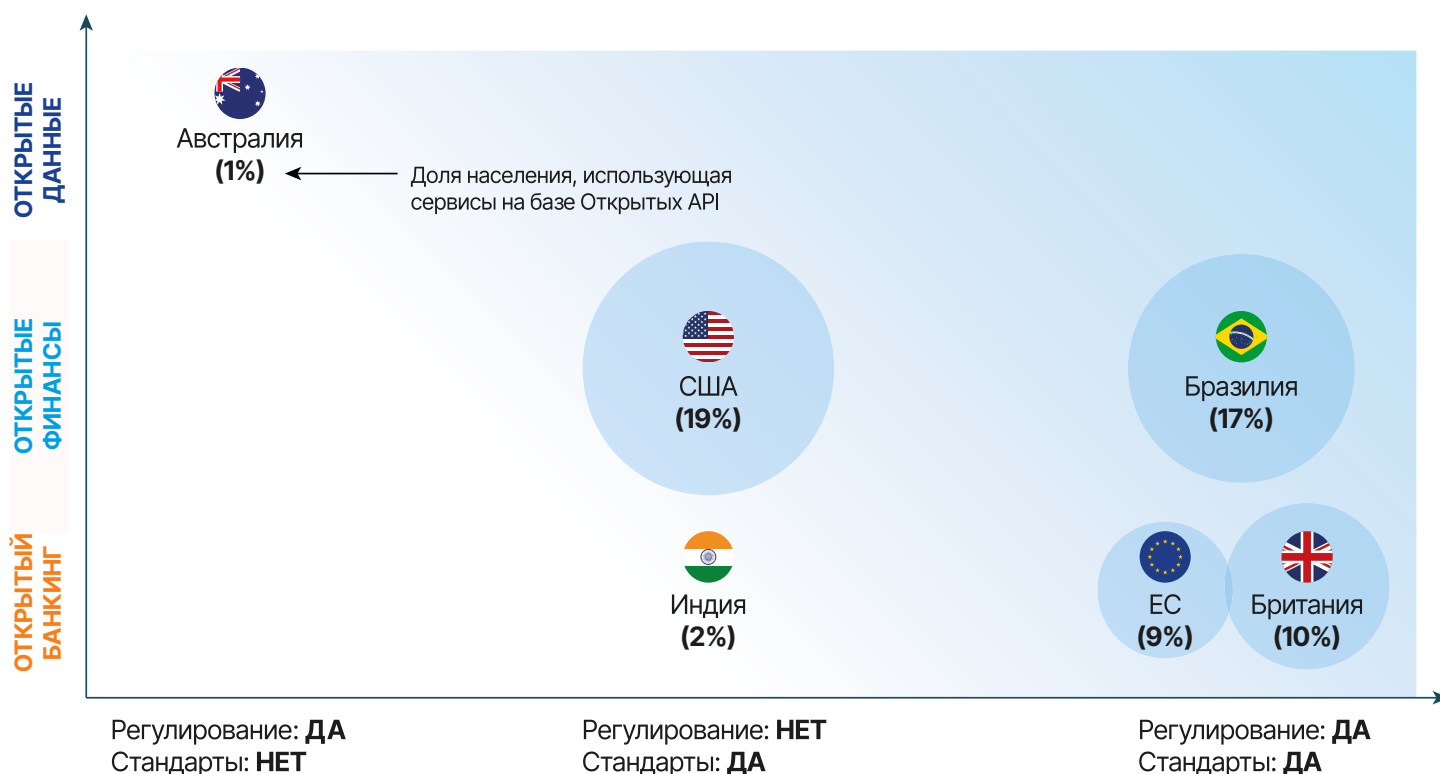 ОТКРЫТЫЕ
ДАННЫЕ
Австралия
(1%)
Доля населения, использующая
сервисы на базе Открытых API
ОТКРЫТЫЕ
ФИНАНСЫ
США
(19%)
Бразилия
(17%)
ОТКРЫТЫЙ
БАНКИНГ
Индия
(2%)
ЕС
(9%)
Британия
(10%)
Регулирование: ДА
Стандарты: НЕТ
Регулирование: НЕТ
Стандарты: ДА
Регулирование: ДА
Стандарты: ДА